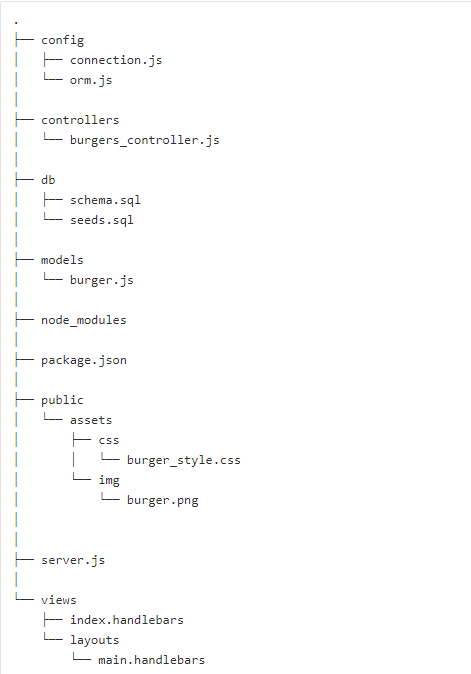 .
├── config
│   ├── connection.js
│   └── orm.js
│
├── controllers
│   └── burgers_controller.js
│
├── db
│   ├── schema.sql
│   └── seeds.sql
│
├── models
│   └── burger.js
│
├── node_modules
│
├── package.json
│
├── public
│   └── assets
│       ├── css
│       │   └── burger_style.css
│       └── img
│           └── burger.png
│
│
├── server.js
│
└── views
    ├── index.handlebars
    └── layouts
        └── main.handlebars